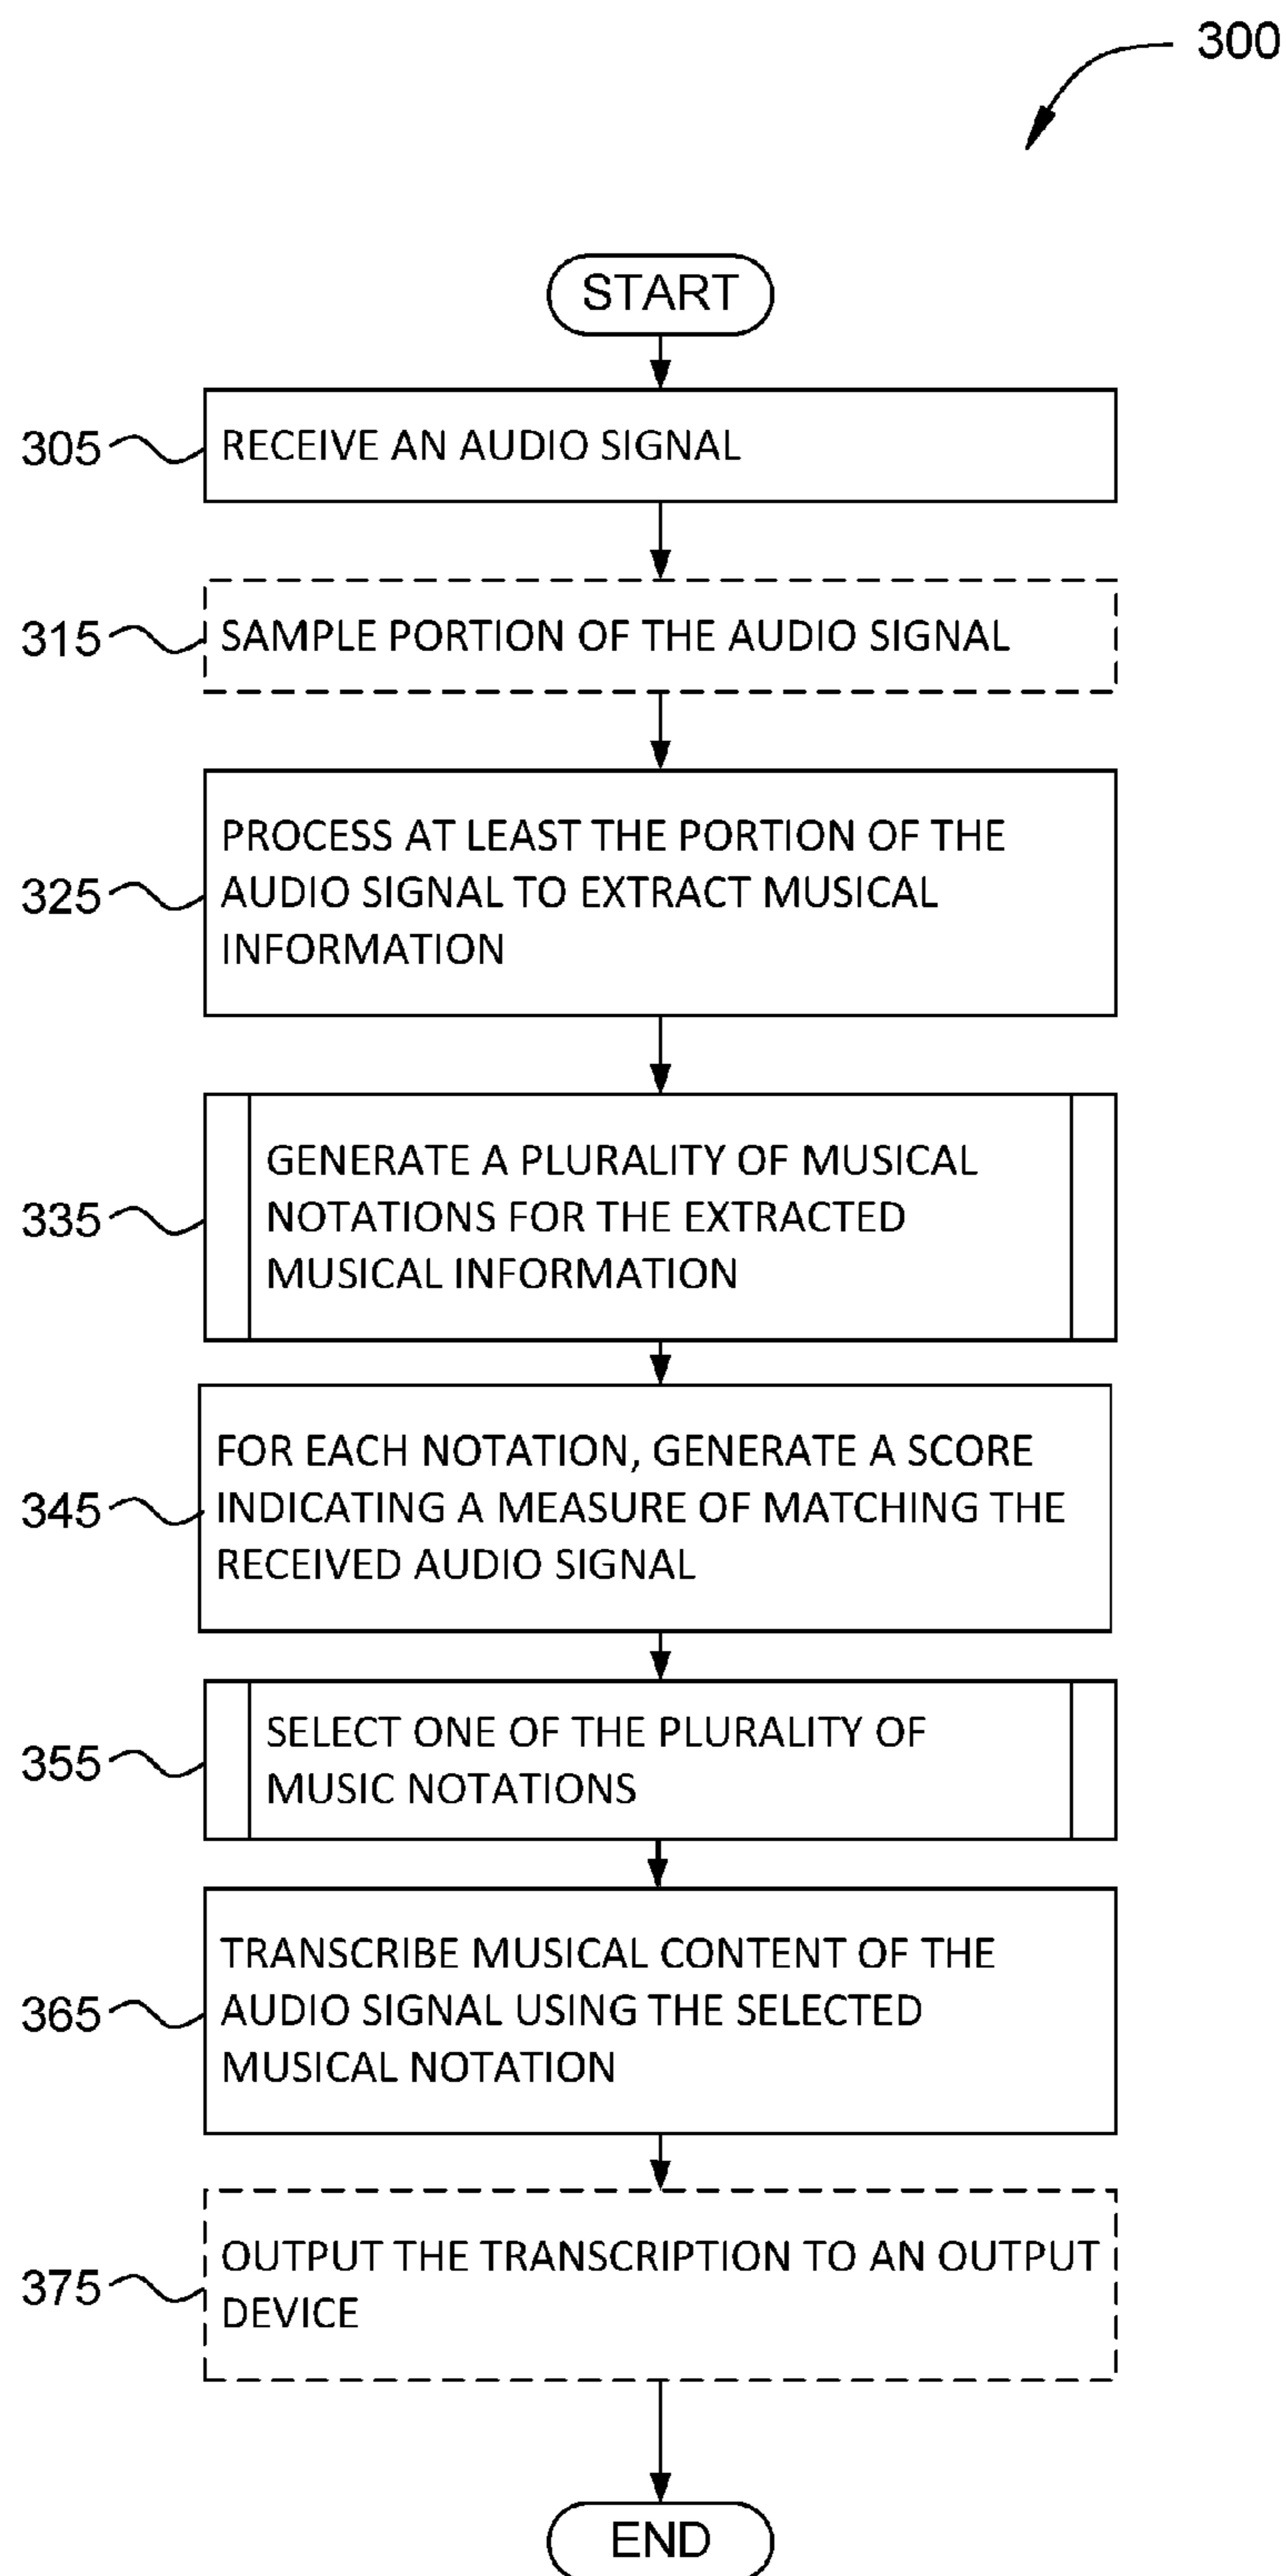 300
START
305
RECEIVE AN AUDIO SIGNAL
315
SAMPLE PORTION OF THE AUDIO SIGNAL
325
PROCESS AT LEAST THE PORTION OF THE
AUDIO SIGNAL TO EXTRACT MUSICAL
INFORMATION
335
GENERATE A PLURALITY OF MUSICAL
NOTATIONS FOR THE EXTRACTED
MUSICAL INFORMATION
345
FOR EACH NOTATION, GENERATE A SCORE
INDICATING A MEASURE OF MATCHING THE
RECEIVED AUDIO SIGNAL
355
SELECT ONE OF THE PLURALITY OF
MUSIC NOTATIONS
365
TRANSCRIBE MUSICAL CONTENT OF THE
AUDIO SIGNAL USING THE SELECTED
MUSICAL NOTATION
375
OUTPUT THE TRANSCRIPTION TO AN OUTPUT
DEVICE
END